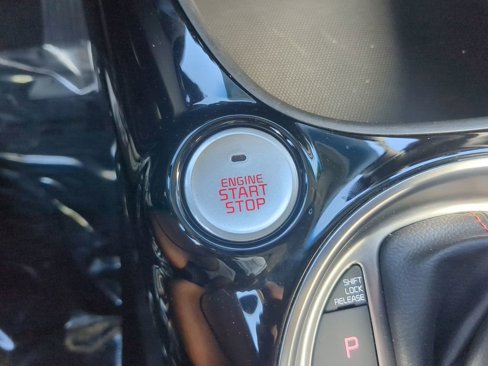 ENGINE
START
STOP
SHIFT
LOCK
RELEASE
P